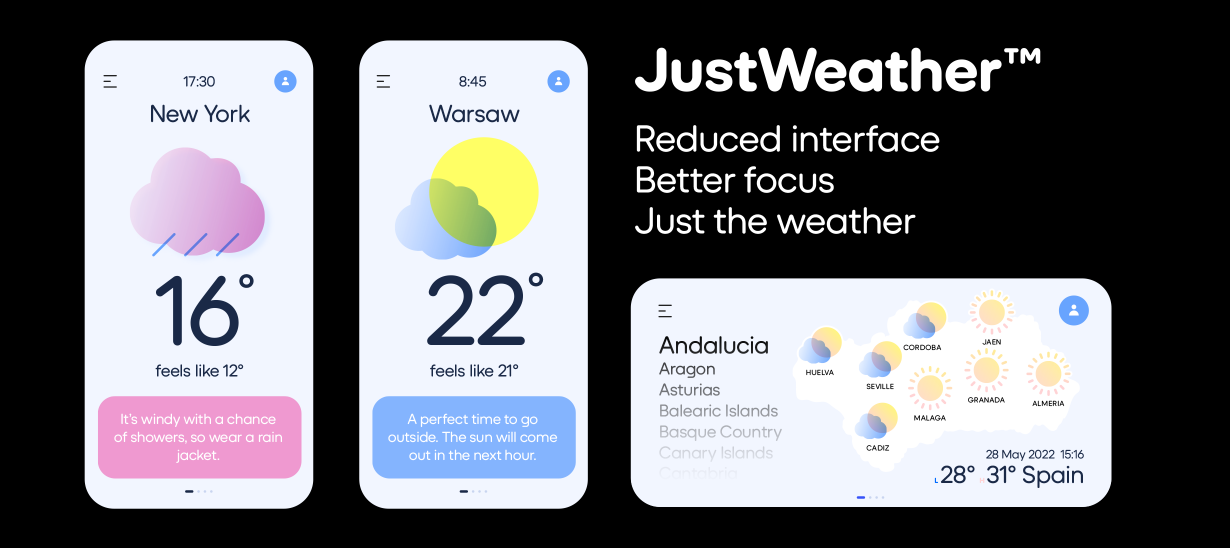 17:30
New York
16°
feels like 12°
It's windy with a chance
of showers, so wear a rain
jacket.
8:45
Warsaw
22°
feels like 21°
A perfect time to go
outside. The sun will come
out in the next hour.
JustWeather™
Reduced interface
Better focus
Just the weather
Andalucia
Aragon
Asturias
Balearic Islands
Basque Country
Canary Islands
Cantabria
HUELVA
CORDOBA
JAEN
SEVILLE
MALAGA
GRANADA
ALMERIA
CADIZ
28 May 2022 15:16
L 28° H 31° Spain